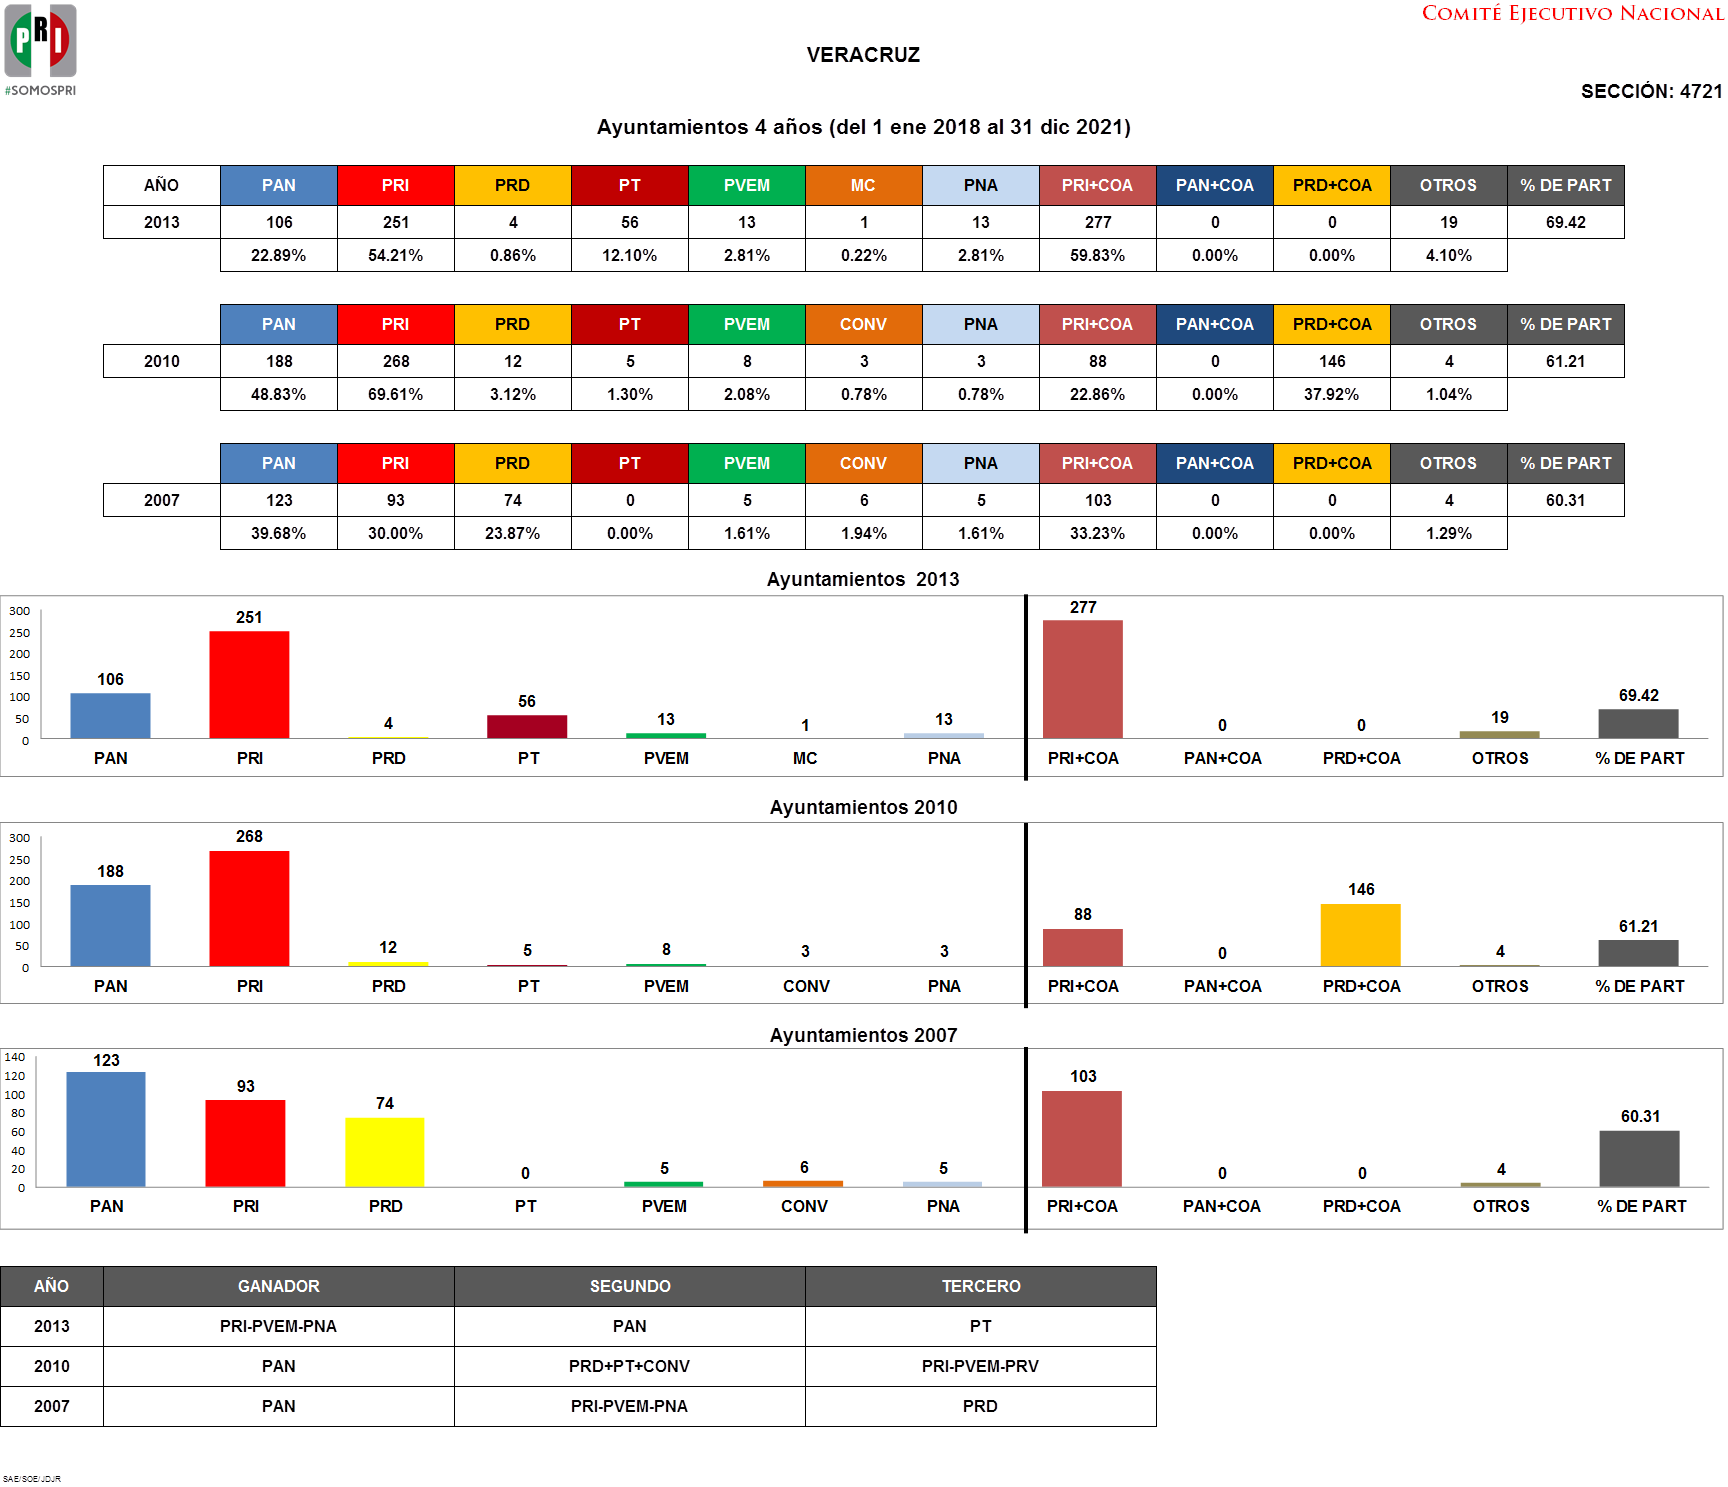 PRI
#SOMOSPRI
COMITÉ EJECUTIVO NACIONAL
VERACRUZ
SECCIÓN: 4721
Ayuntamientos 4 años (del 1 ene 2018 al 31 dic 2021)
AÑO PAN PRI PRD PT PVEM MC PNA PRI+COA PAN+COA PRD+COA OTROS % DE PART
2013 106 251 4 56 13 1 13 277 0 0 19 69.42
22.89% 54.21% 0.86% 12.10% 2.81% 0.22% 2.81% 59.83% 0.00% 0.00% 4.10%
PAN PRI PRD PT PVEM CONV PNA PRI+COA PAN+COA PRD+COA OTROS % DE PART
2010 188 268 12 5 8 3 3 88 0 146 4 61.21
48.83% 69.61% 3.12% 1.30% 2.08% 0.78% 0.78% 22.86% 0.00% 37.92% 1.04%
PAN PRI PRD PT PVEM CONV PNA PRI+COA PAN+COA PRD+COA OTROS % DE PART
2007 123 93 74 0 5 6 5 103 0 0 4 60.31
39.68% 30.00% 23.87% 0.00% 1.61% 1.94% 1.61% 33.23% 0.00% 0.00% 1.29%
Ayuntamientos 2013
300
250
200
150
100
50
0
106 251 4 56 13 1 13 277 0 0 19 69.42
PAN PRI PRD PT PVEM MC PNA PRI+COA PAN+COA PRD+COA OTROS % DE PART
Ayuntamientos 2010
300
250
200
150
100
50
0
188 268 12 5 8 3 3 88 0 146 4 61.21
PAN PRI PRD PT PVEM CONV PNA PRI+COA PAN+COA PRD+COA OTROS % DE PART
Ayuntamientos 2007
140
120
100
80
60
40
20
0
123 93 74 0 5 6 5 103 0 0 4 60.31
PAN PRI PRD PT PVEM CONV PNA PRI+COA PAN+COA PRD+COA OTROS % DE PART
AÑO GANADOR SEGUNDO TERCERO
2013 PRI-PVEM-PNA PAN PT
2010 PAN PRD+PT+CONV PRI-PVEM-PRV
2007 PAN PRI-PVEM-PNA PRD
SAE/SOE/JDJR